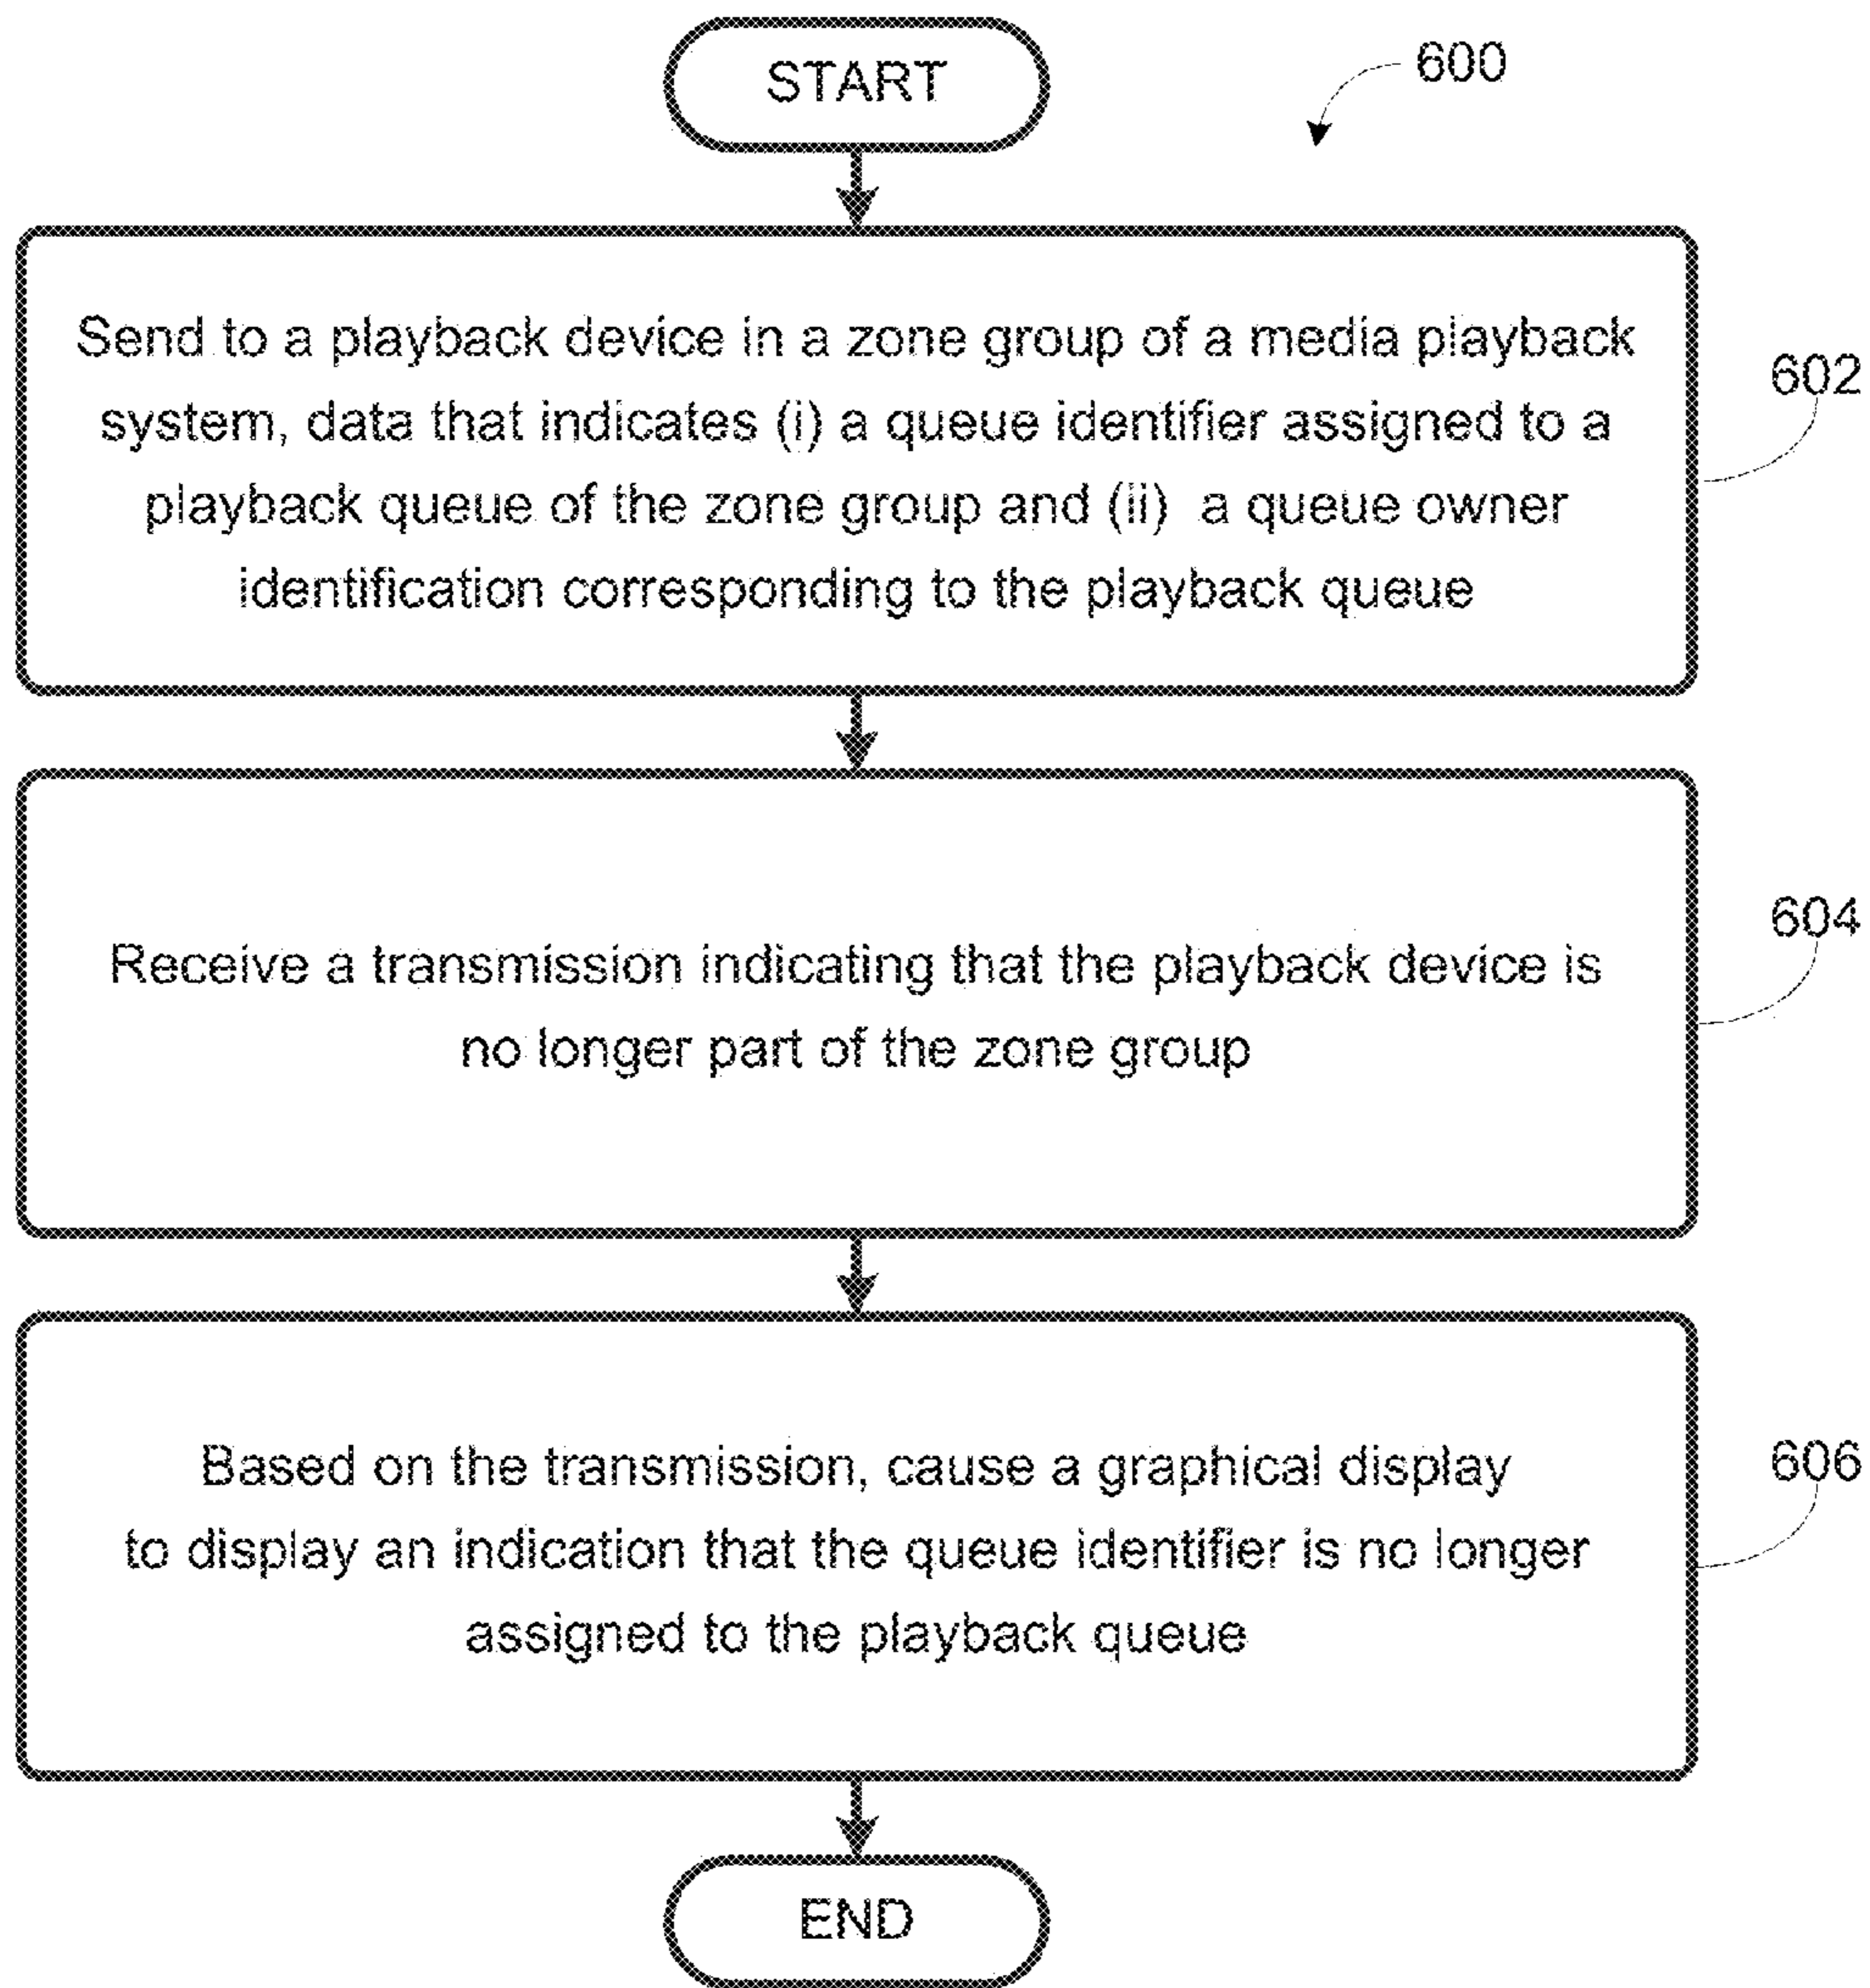 START
600
Send to a playback device in a zone group of a media playback
system, data that indicates (i) a queue identifier assigned to a
playback queue of the zone group and (ii) a queue owner
identification corresponding to the playback queue
602
Receive a transmission indicating that the playback device is
no longer part of the zone group
604
Based on the transmission, cause a graphical display
to display an indication that the queue identifier is no longer
assigned to the playback queue
606
END